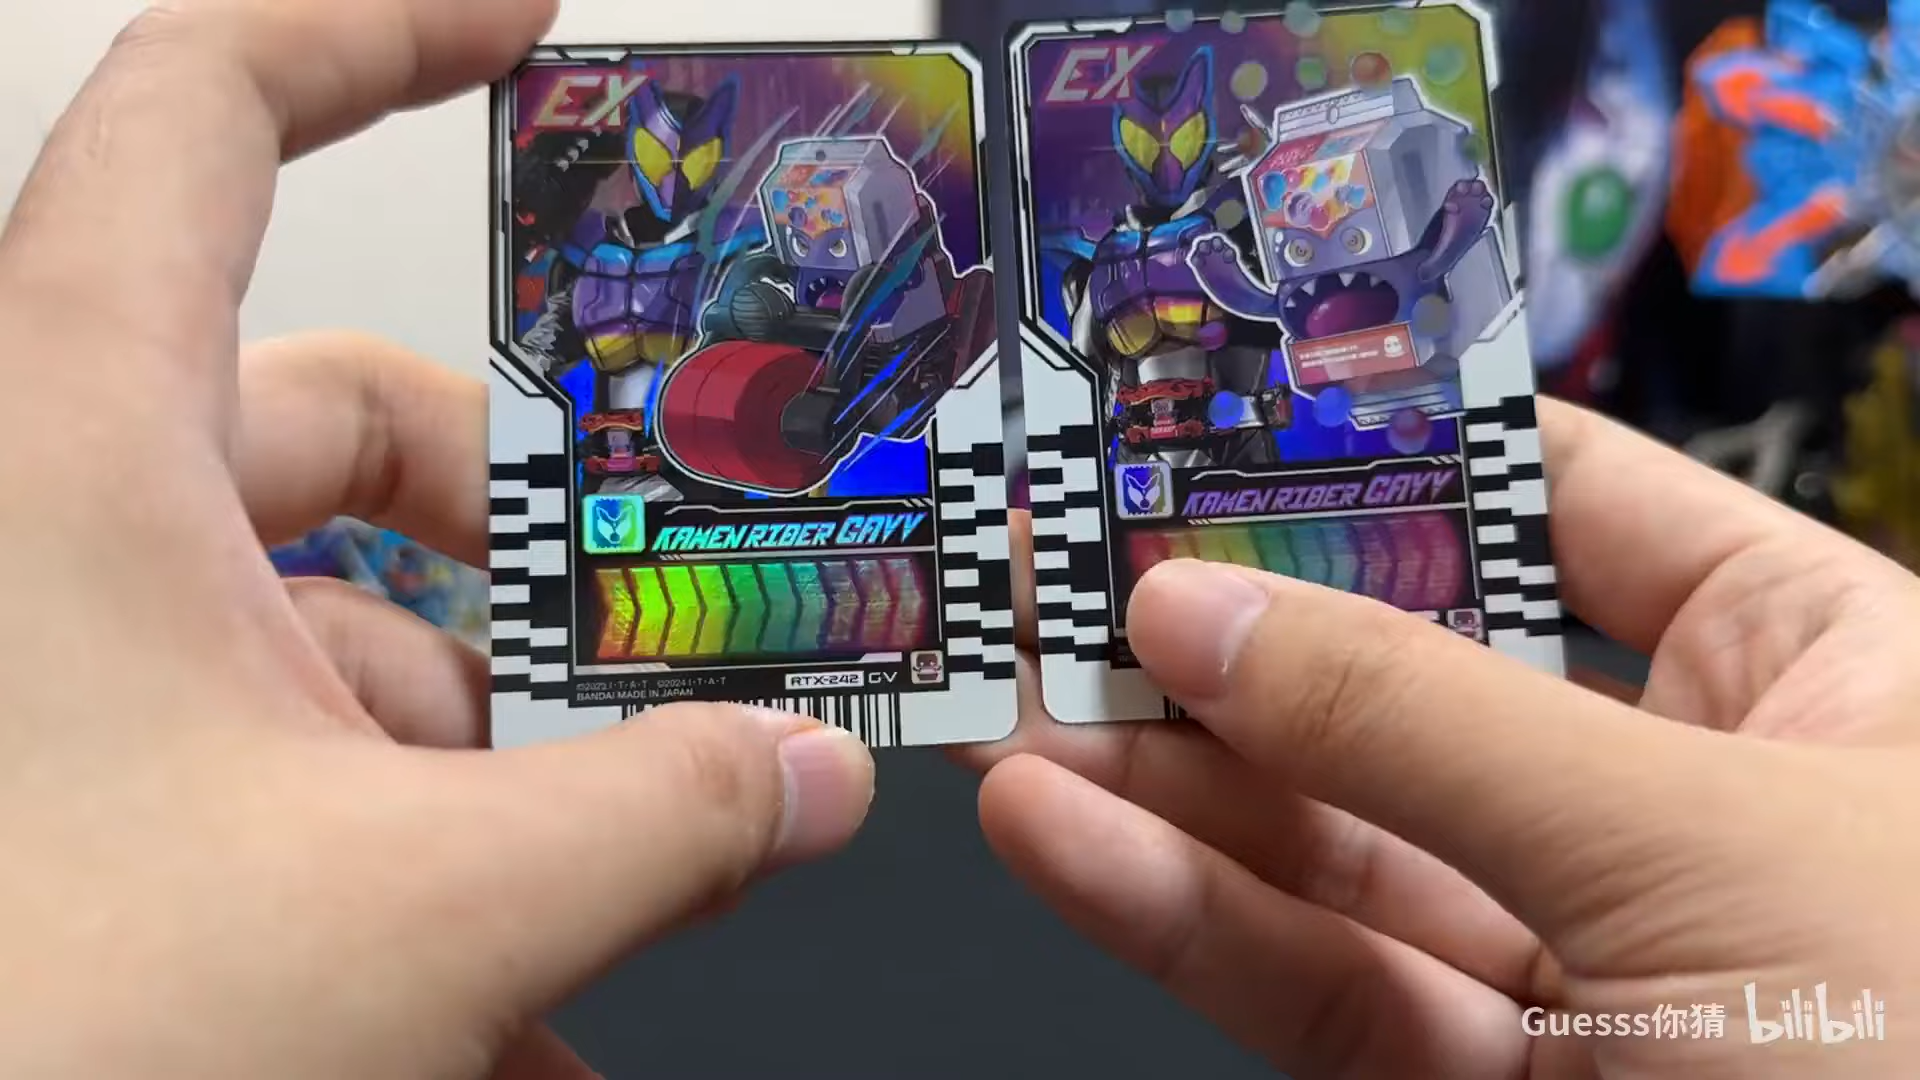 EX
KAMEN RIDER GAVV
©2023 I・T・A・T ©2024 I・T・A・T
BANDAI MADE IN JAPAN
RTX-242 GV
EX
KAMEN RIDER GAVV
Guesss你猜 bilibili